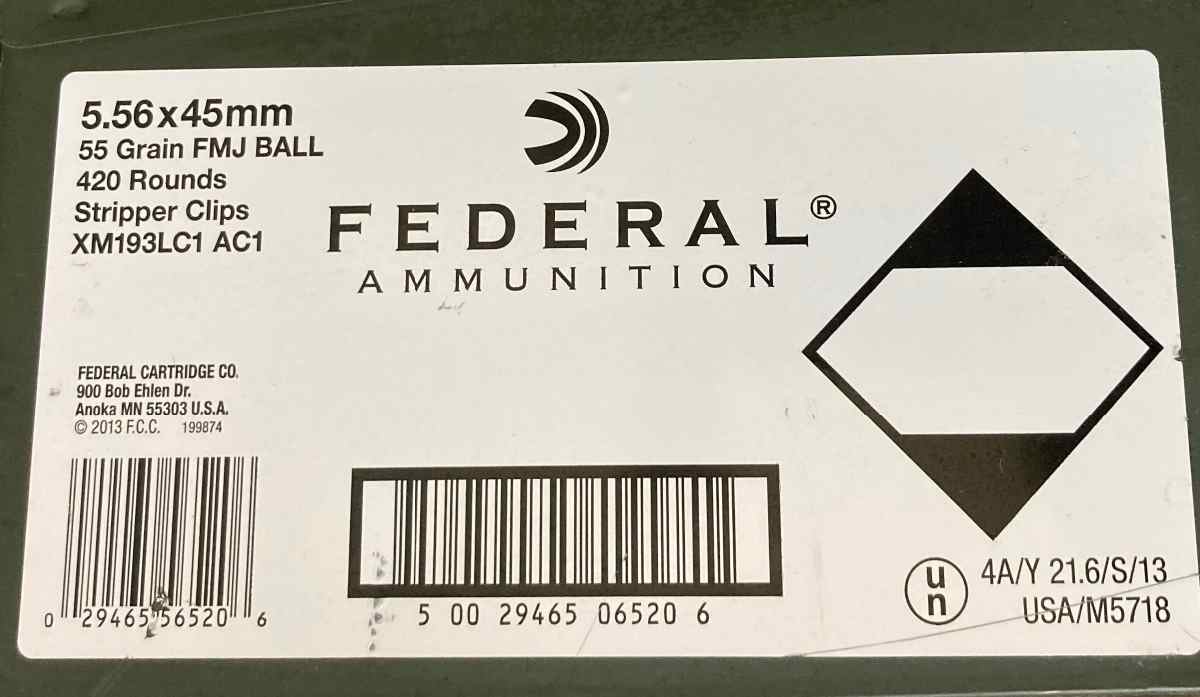 5.56x45mm
55 Grain FMJ BALL
420 Rounds
Stripper Clips
XM193LC1 AC1
FEDERAL®
AMMUNITION
FEDERAL CARTRIDGE CO.
900 Bob Ehlen Dr.
Anoka MN 55303 U.S.A.
© 2013 F.C.C. 199874
0 29465 56520 6
5 00 29465 06520 6
un
4A/Y 21.6/S/13
USA/M5718